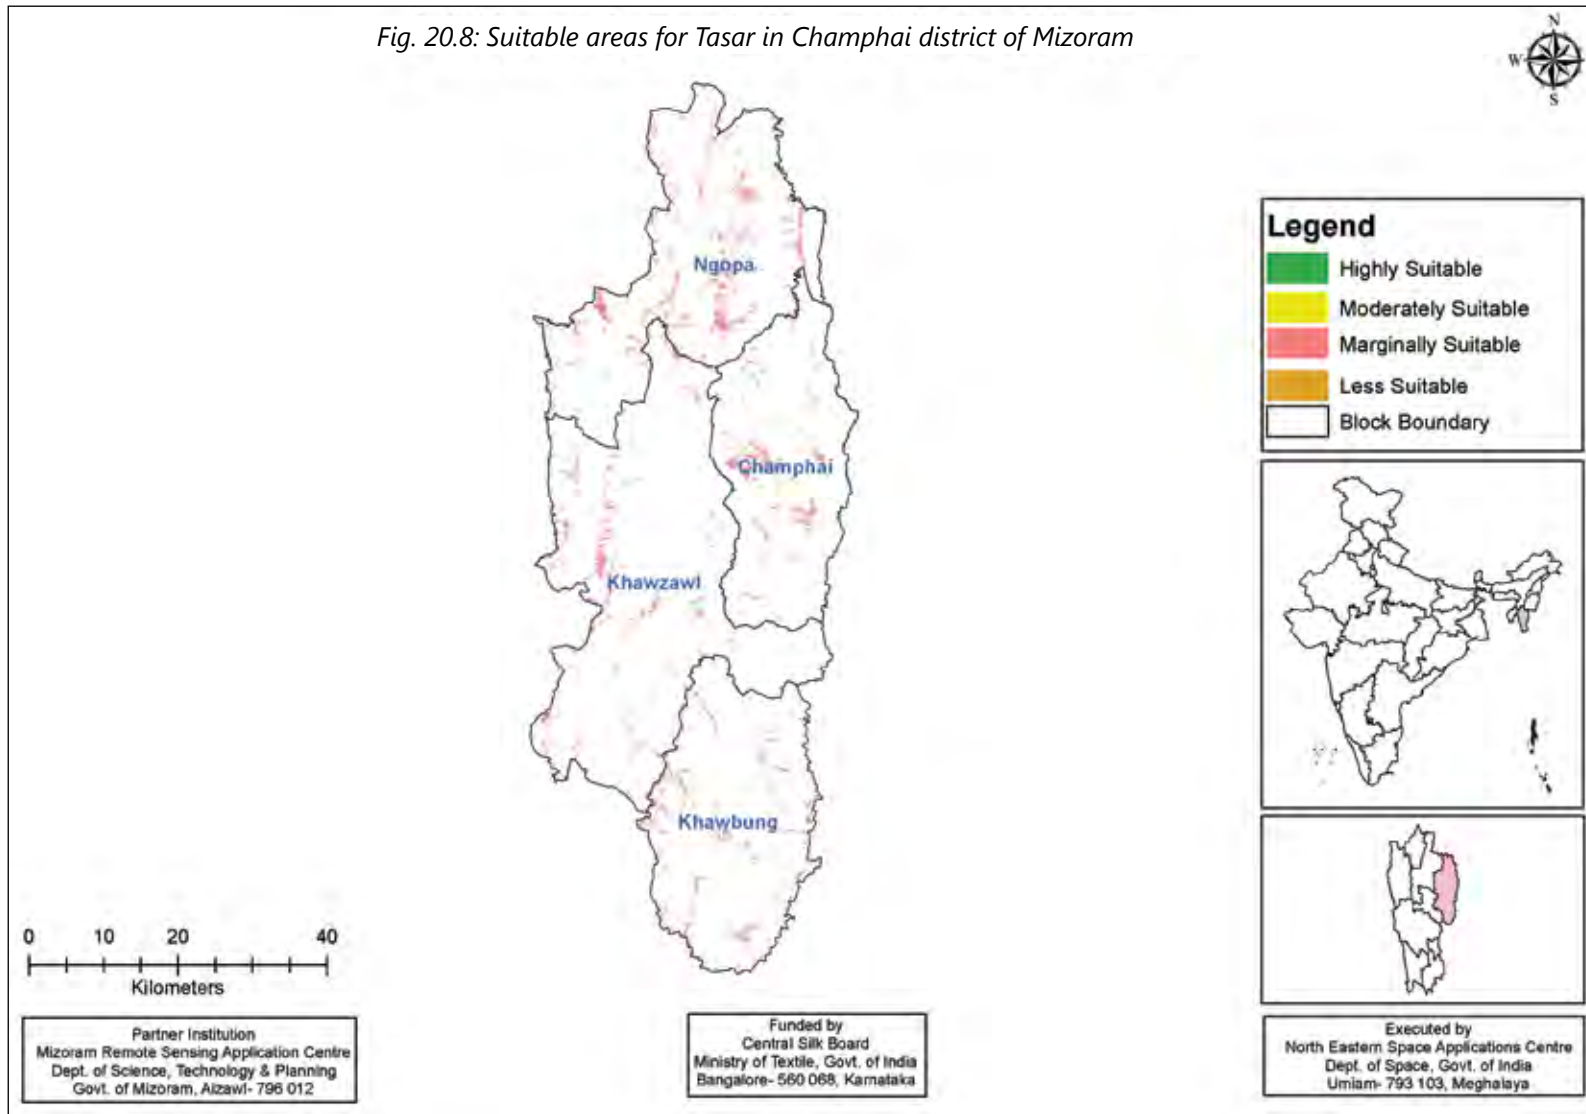 Fig. 20.8: Suitable areas for Tasar in Champhai district of Mizoram
N
W
S
Legend
Highly Suitable
Moderately Suitable
Marginally Suitable
Less Suitable
Block Boundary
Ngopa
Champhai
Khawzawl
Khawbung
0 10 20 40
Kilometers
Partner Institution
Mizoram Remote Sensing Application Centre
Dept. of Science, Technology & Planning
Govt. of Mizoram, Aizawl- 796 012
Funded by
Central Silk Board
Ministry of Textile, Govt. of India
Bangalore- 560 068, Karnataka
Executed by
North Eastern Space Applications Centre
Dept. of Space, Govt. of India
Umiam- 793 103, Meghalaya